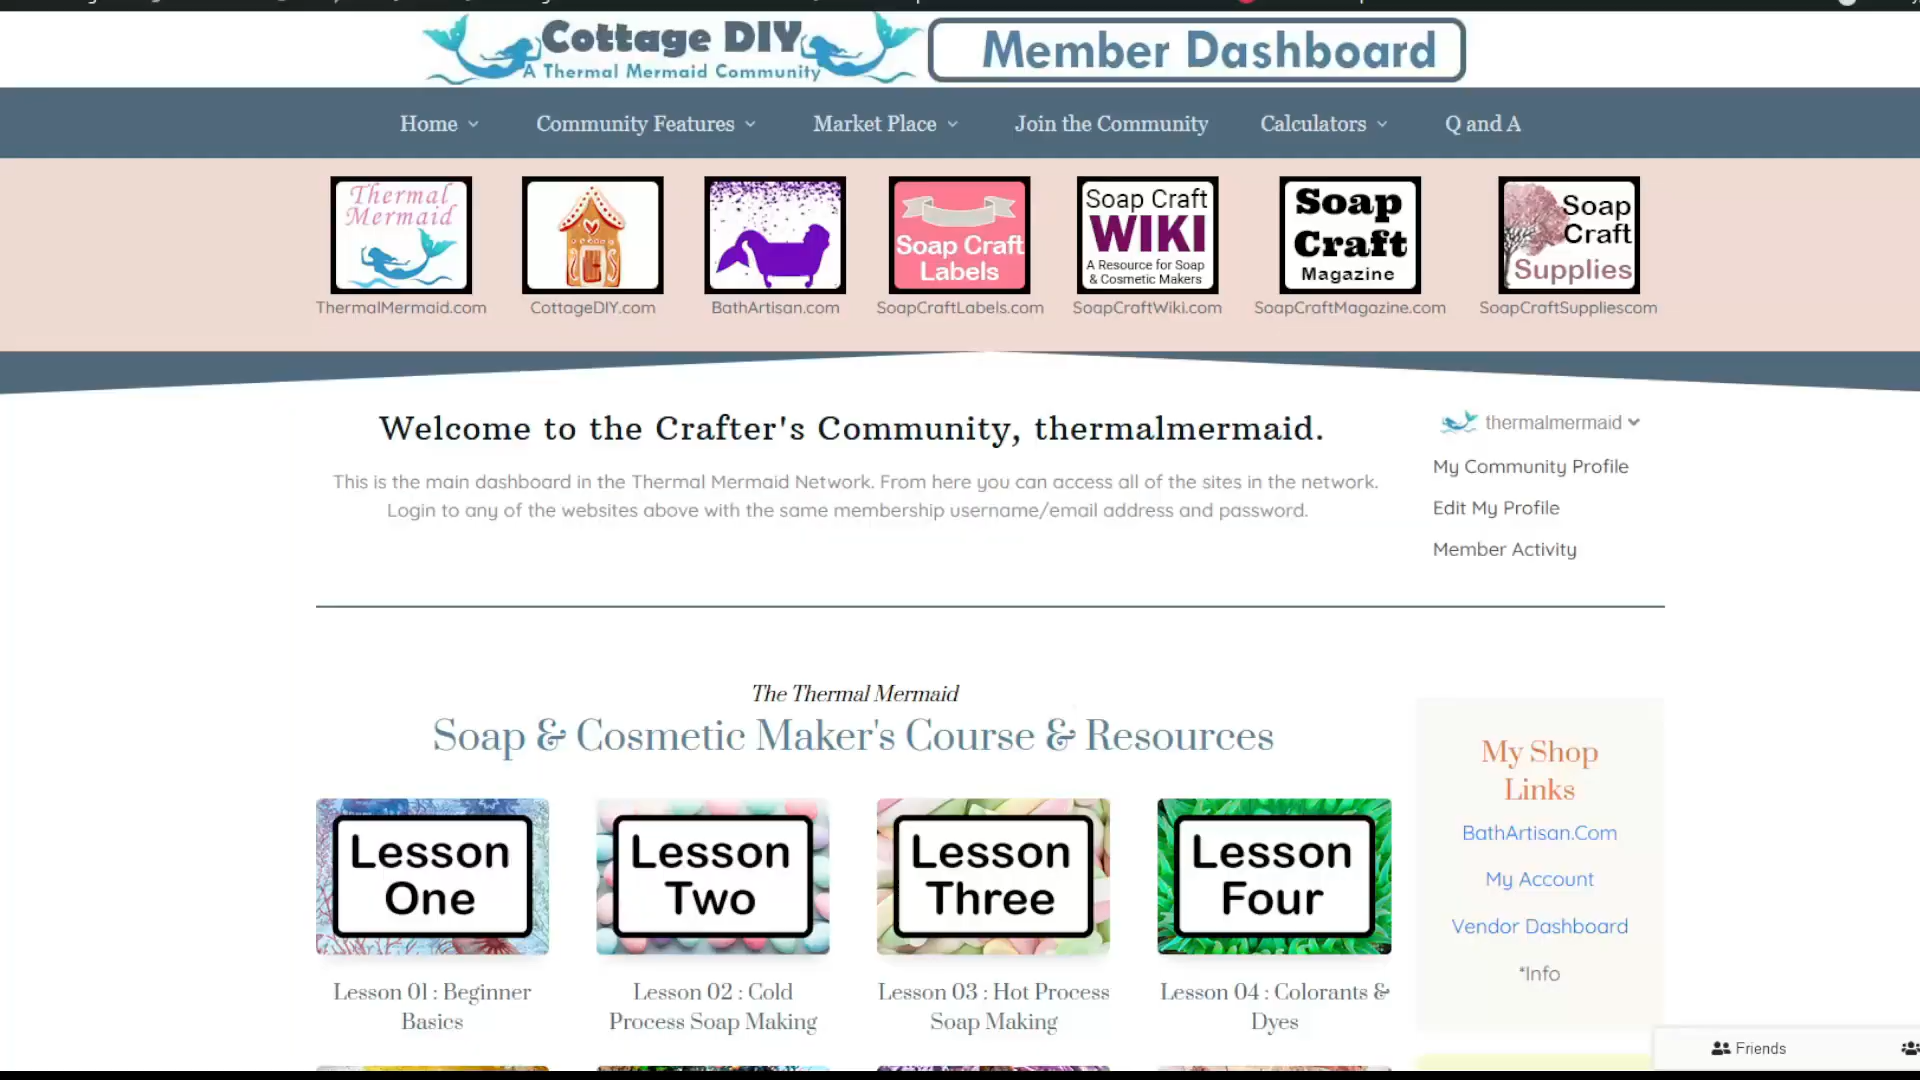 Cottage DIY
A Thermal Mermaid Community
Member Dashboard
Home
Community Features
Market Place
Join the Community
Calculators
Q and A
Thermal
Mermaid
Soap Craft
Labels
Soap Craft
WIKI
A Resource for Soap
& Cosmetic Makers
Soap
Craft
Magazine
Soap
Craft
Supplies
ThermalMermaid.com
CottageDIY.com
BathArtisan.com
SoapCraftLabels.com
SoapCraftWiki.com
SoapCraftMagazine.com
SoapCraftSuppliescom
Welcome to the Crafter's Community, thermalmermaid.
This is the main dashboard in the Thermal Mermaid Network. From here you can access all of the sites in the network.
Login to any of the websites above with the same membership username/email address and password.
thermalmermaid
My Community Profile
Edit My Profile
Member Activity
The Thermal Mermaid
Soap & Cosmetic Maker's Course & Resources
Lesson
One
Lesson
Two
Lesson
Three
Lesson
Four
Lesson 01 : Beginner
Basics
Lesson 02 : Cold
Process Soap Making
Lesson 03 : Hot Process
Soap Making
Lesson 04 : Colorants &
Dyes
My Shop
Links
BathArtisan.Com
My Account
Vendor Dashboard
*Info
Friends